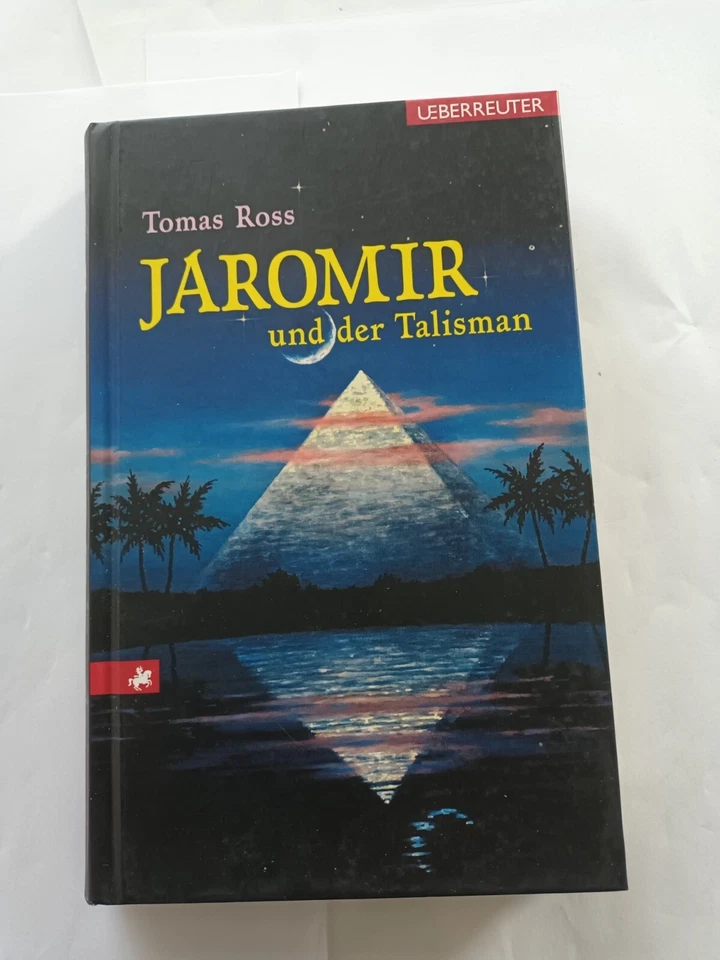 UEBERREUTER
Tomas Ross
JAROMIR
und der Talisman